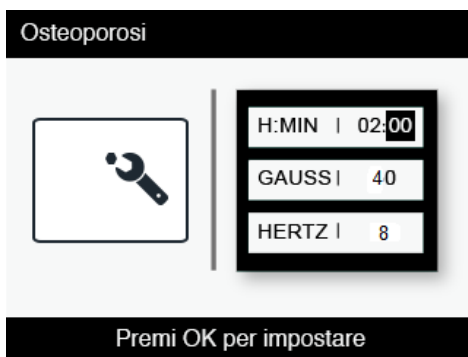 Osteoporosi
H:MIN | 02:00
GAUSS | 40
HERTZ | 8
Premi OK per impostare